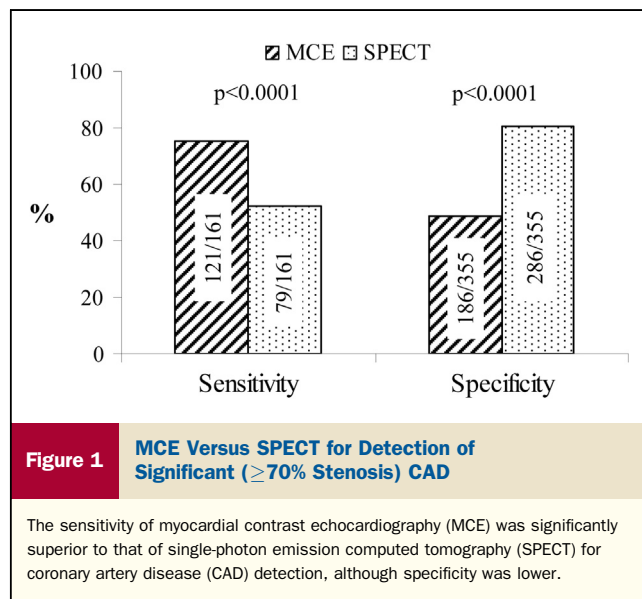 MCE SPECT
100
p<0.0001 p<0.0001
80
60
%
40
20
0
121/161
79/161
186/355
286/355
Sensitivity Specificity
Figure 1
MCE Versus SPECT for Detection of
Significant (≥70% Stenosis) CAD
The sensitivity of myocardial contrast echocardiography (MCE) was significantly
superior to that of single-photon emission computed tomography (SPECT) for
coronary artery disease (CAD) detection, although specificity was lower.